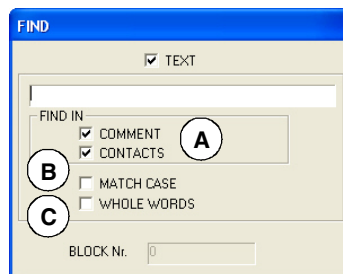 FIND
TEXT
FIND IN
COMMENT
CONTACTS
A
B
MATCH CASE
C
WHOLE WORDS
BLOCK Nr.
0